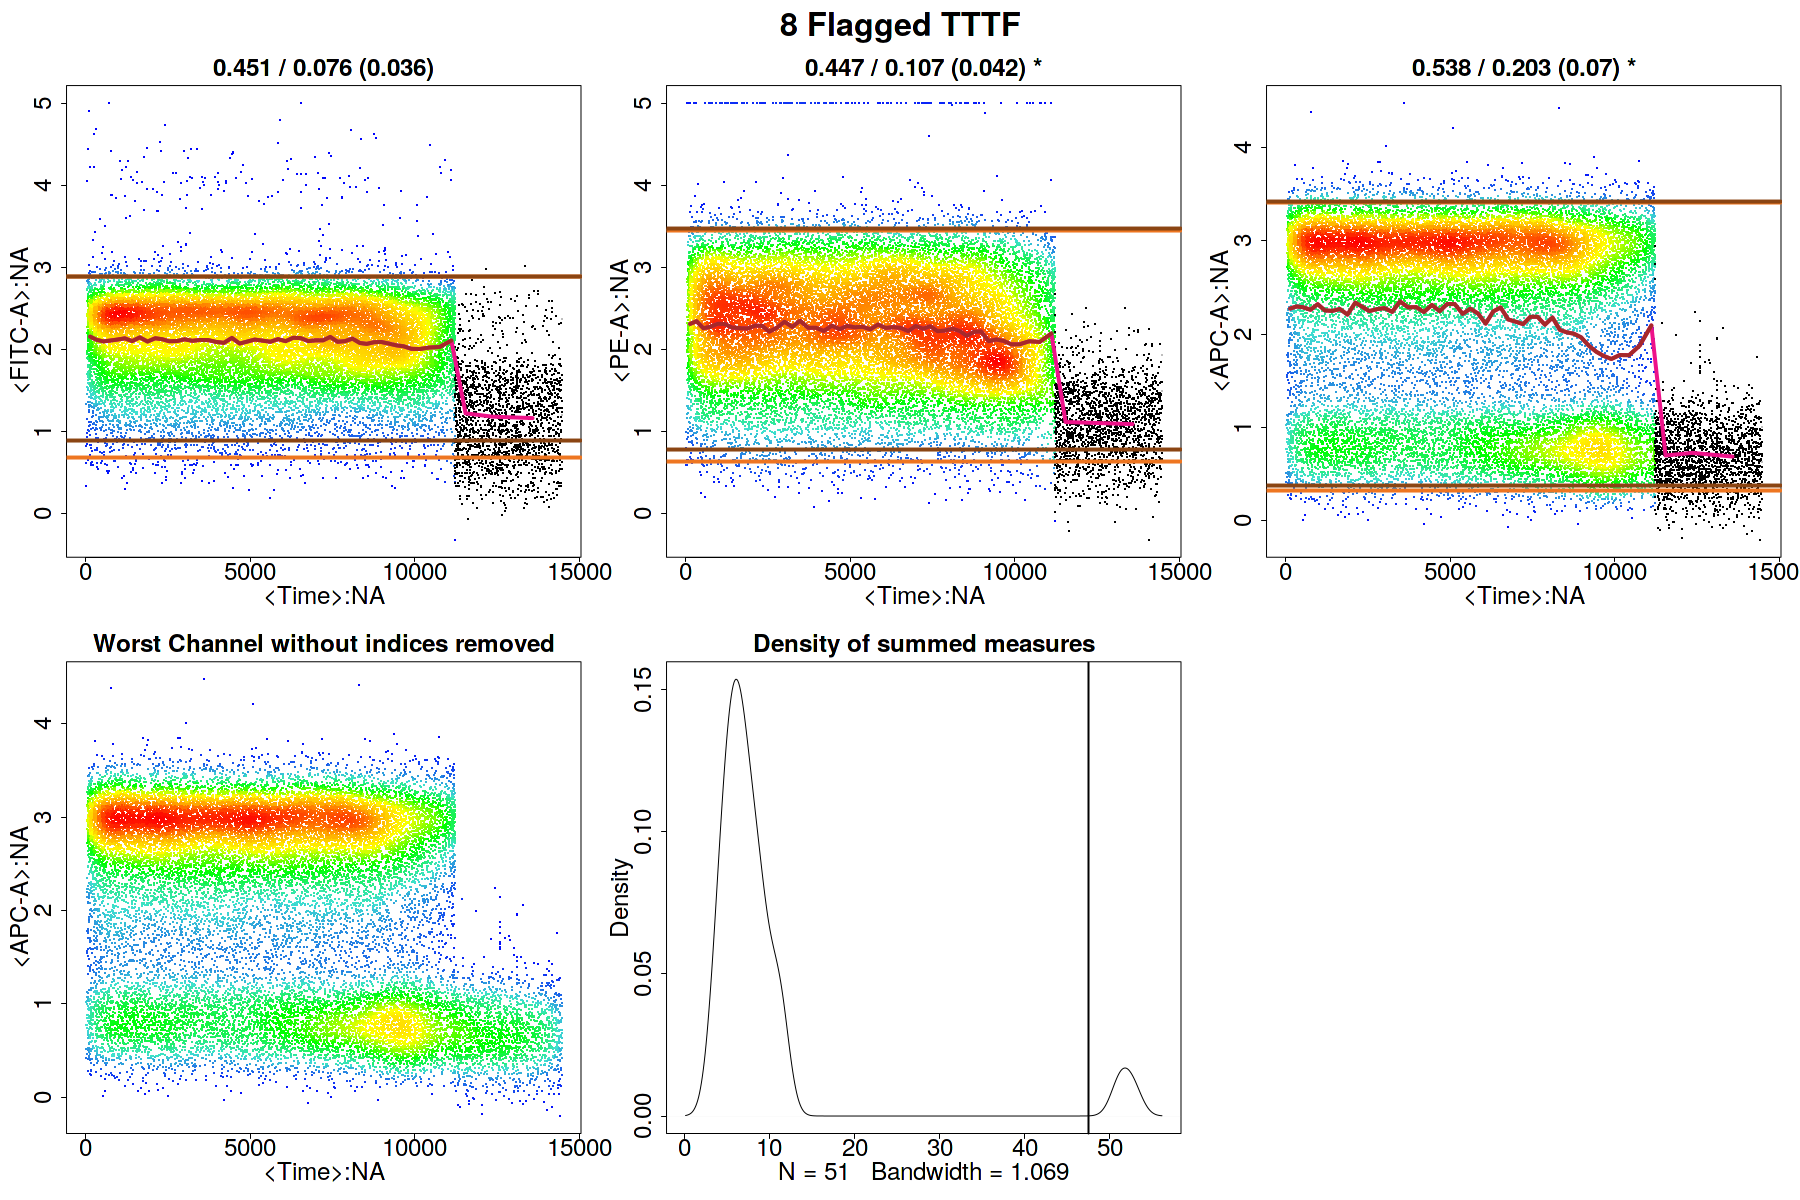 8 Flagged TTTF
0.451 / 0.076 (0.036)
0.447 / 0.107 (0.042) *
0.538 / 0.203 (0.07) *
<FITC-A>:NA
0 1 2 3 4 5
0 5000 10000 15000
<Time>:NA
<PE-A>:NA
0 1 2 3 4 5
0 5000 10000 15000
<Time>:NA
<APC-A>:NA
0 1 2 3 4
0 5000 10000 1500
<Time>:NA
Worst Channel without indices removed
<APC-A>:NA
0 1 2 3 4
0 5000 10000 15000
<Time>:NA
Density of summed measures
Density
0.00 0.05 0.10 0.15
0 10 20 30 40 50
N = 51 Bandwidth = 1.069